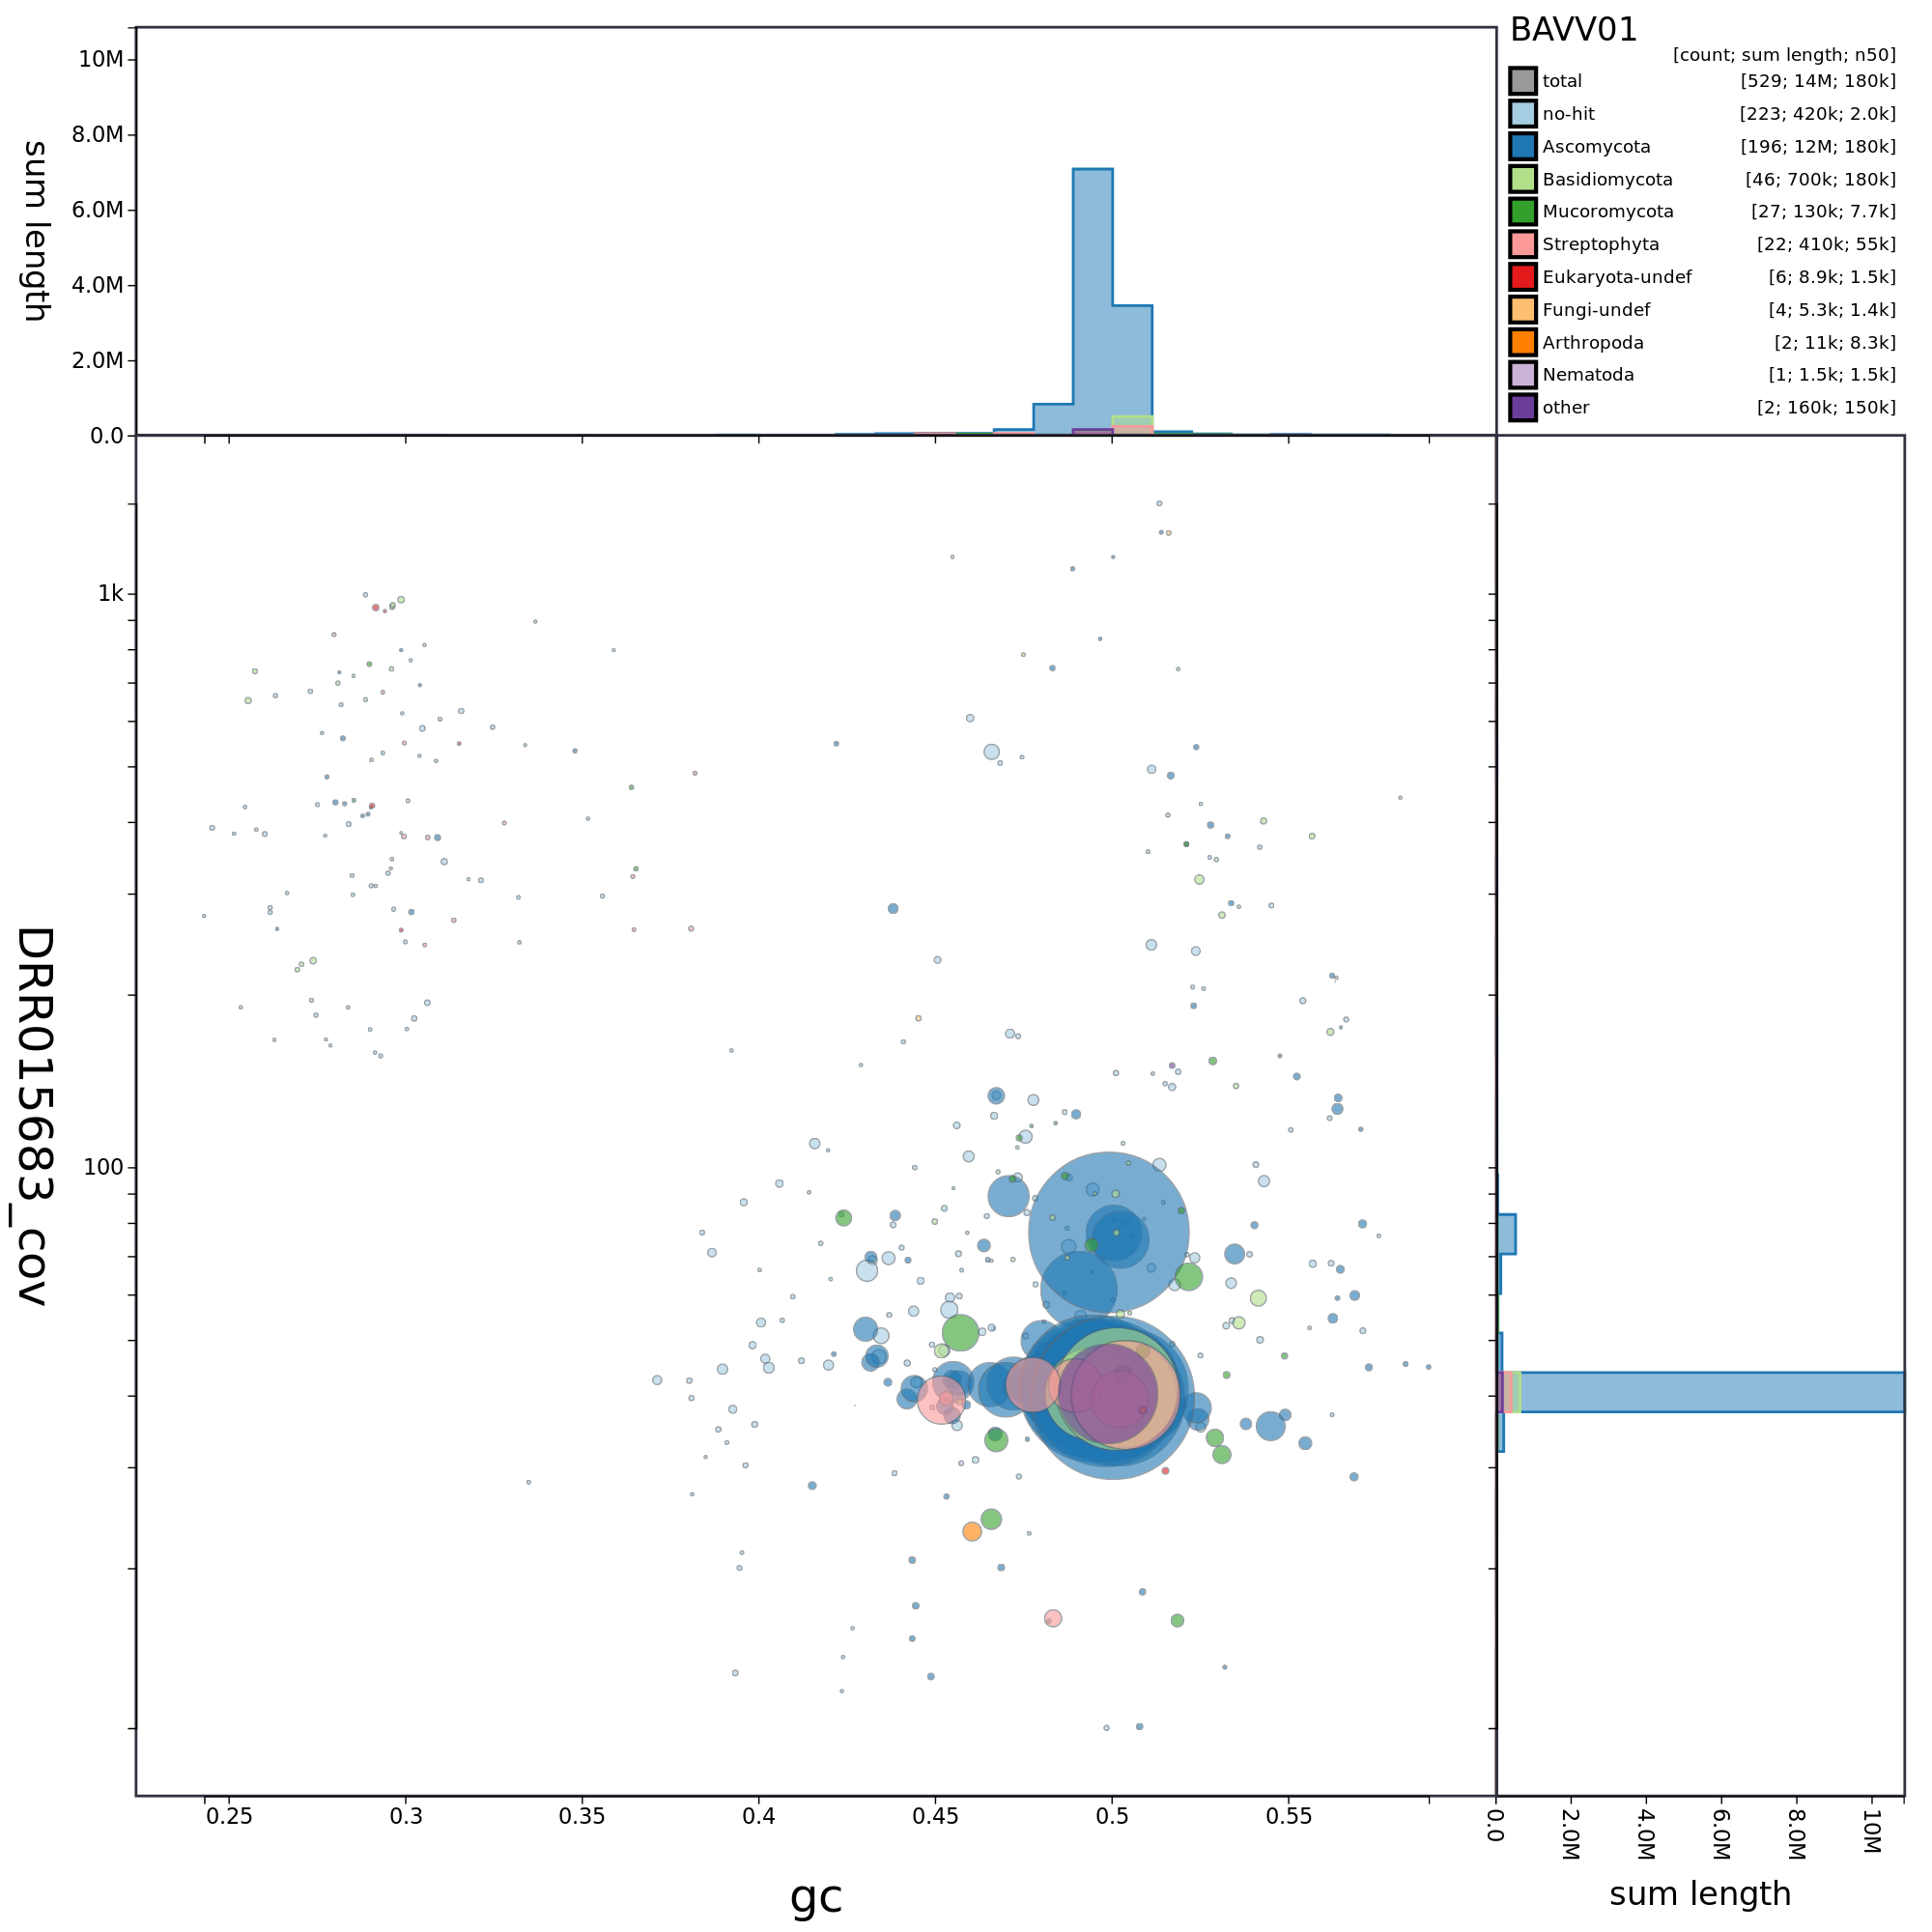 BAVV01
[count; sum length; n50]
total [529; 14M; 180k]
no-hit [223; 420k; 2.0k]
Ascomycota [196; 12M; 180k]
Basidiomycota [46; 700k; 180k]
Mucoromycota [27; 130k; 7.7k]
Streptophyta [22; 410k; 55k]
Eukaryota-undef [6; 8.9k; 1.5k]
Fungi-undef [4; 5.3k; 1.4k]
Arthropoda [2; 11k; 8.3k]
Nematoda [1; 1.5k; 1.5k]
other [2; 160k; 150k]
sum length
10M
8.0M
6.0M
4.0M
2.0M
0.0
DRR015683_cov
1k
100
0.25 0.3 0.35 0.4 0.45 0.5 0.55
gc
0.0 2.0M 4.0M 6.0M 8.0M 10M
sum length